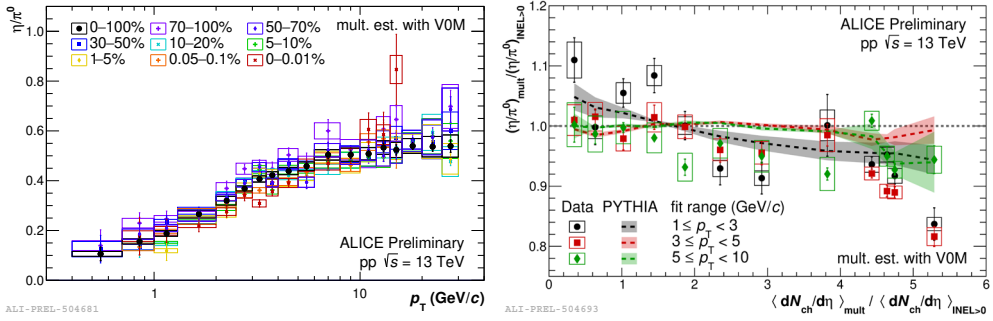 η/π⁰
1.0
0.8
0.6
0.4
0.2
0.0
mult. est. with V0M
0–100%
70–100%
50–70%
30–50%
10–20%
5–10%
1–5%
0.05–0.1%
0–0.01%
ALICE Preliminary
pp √s = 13 TeV
1
10
p_T (GeV/c)
ALI-PREL-504681
(η/π⁰)_mult/(η/π⁰)_INEL>0
1.1
1.0
0.9
0.8
ALICE Preliminary
pp √s = 13 TeV
Data PYTHIA fit range (GeV/c)
1 ≤ p_T < 3
3 ≤ p_T < 5
5 ≤ p_T < 10
mult. est. with V0M
0 1 2 3 4 5 6
⟨ dN_ch/dη ⟩_mult / ⟨ dN_ch/dη ⟩_INEL>0
ALI-PREL-504693